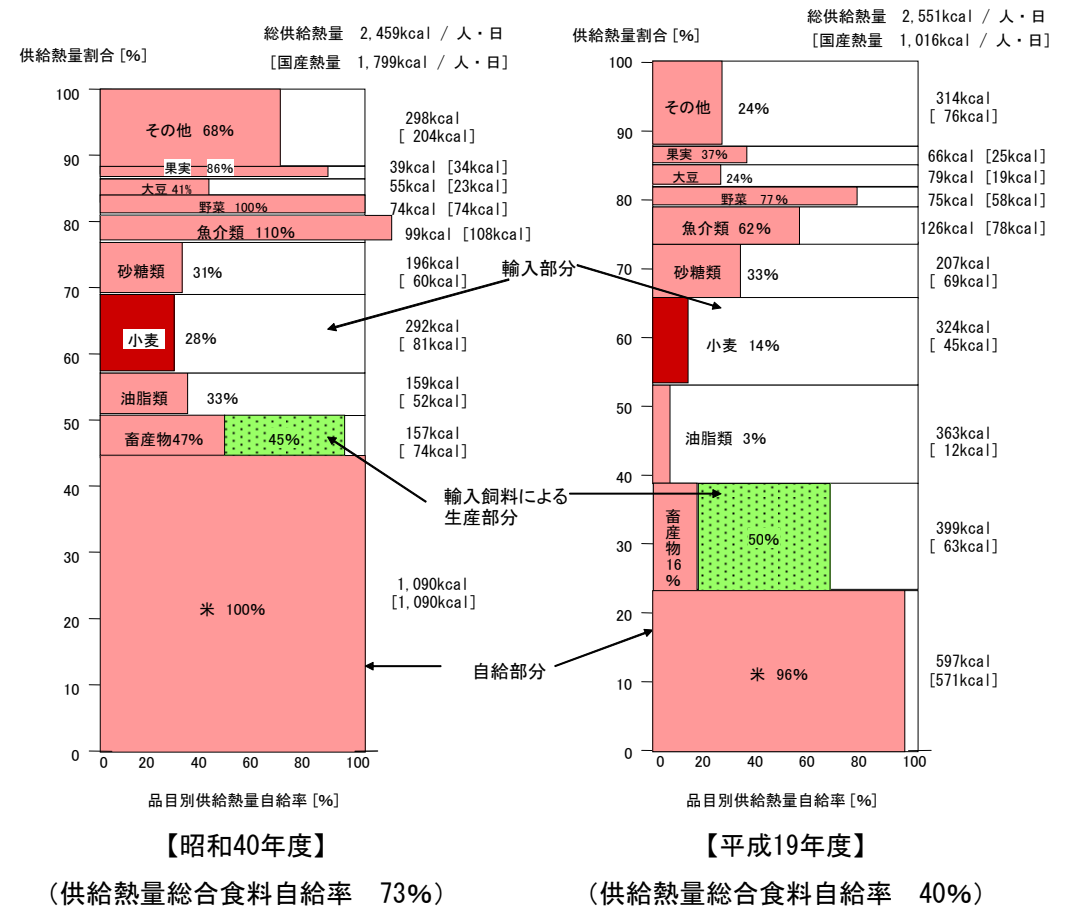 総供給熱量 2,459kcal / 人・日
[国産熱量 1,799kcal / 人・日]
供給熱量割合 [%]
100
90
80
70
60
50
40
30
20
10
0
その他 68%
果実 86%
大豆 41%
野菜 100%
魚介類 110%
砂糖類 31%
小麦 28%
油脂類 33%
畜産物47% 45%
米 100%
298kcal
[ 204kcal]
39kcal [34kcal]
55kcal [23kcal]
74kcal [74kcal]
99kcal [108kcal]
196kcal
[ 60kcal]
292kcal
[ 81kcal]
159kcal
[ 52kcal]
157kcal
[ 74kcal]
1,090kcal
[1,090kcal]
0 20 40 60 80 100
品目別供給熱量自給率 [%]
【昭和40年度】
(供給熱量総合食料自給率 73%)
輸入部分
輸入飼料による
生産部分
自給部分
総供給熱量 2,551kcal / 人・日
[国産熱量 1,016kcal / 人・日]
供給熱量割合 [%]
100
90
80
70
60
50
40
30
20
10
0
その他 24%
果実 37%
大豆 24%
野菜 77%
魚介類 62%
砂糖類 33%
小麦 14%
油脂類 3%
畜産物16% 50%
米 96%
314kcal
[ 76kcal]
66kcal [25kcal]
79kcal [19kcal]
75kcal [58kcal]
126kcal [78kcal]
207kcal
[ 69kcal]
324kcal
[ 45kcal]
363kcal
[ 12kcal]
399kcal
[ 63kcal]
597kcal
[571kcal]
0 20 40 60 80 100
品目別供給熱量自給率 [%]
【平成19年度】
(供給熱量総合食料自給率 40%)